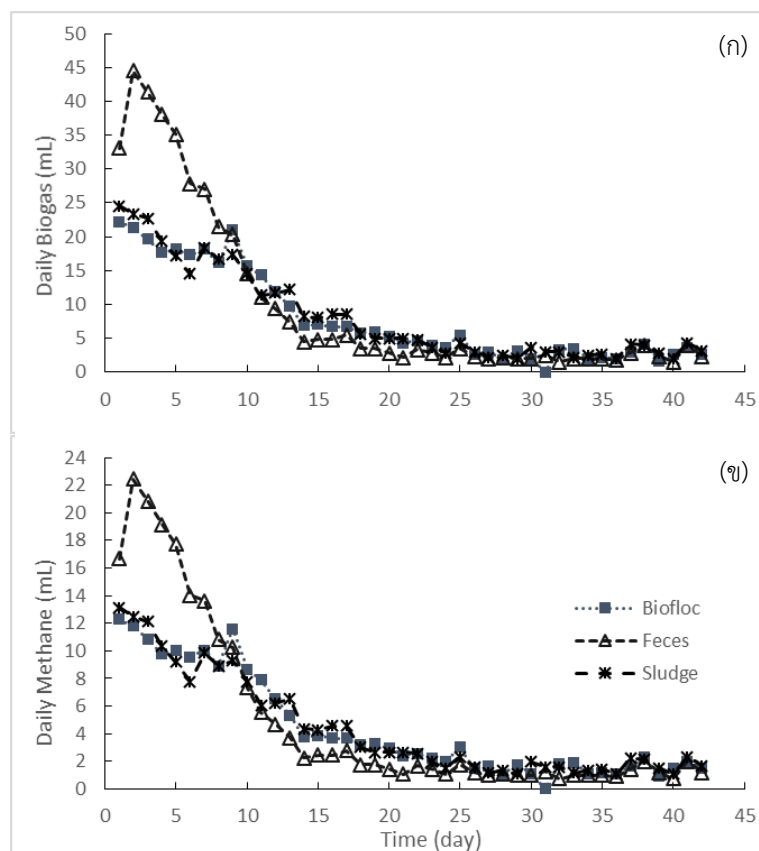 (ก)
Daily Biogas (mL)
50
45
40
35
30
25
20
15
10
5
0
0 5 10 15 20 25 30 35 40 45
(ข)
Daily Methane (mL)
24
22
20
18
16
14
12
10
8
6
4
2
0
Biofloc
Feces
Sludge
0 5 10 15 20 25 30 35 40 45
Time (day)